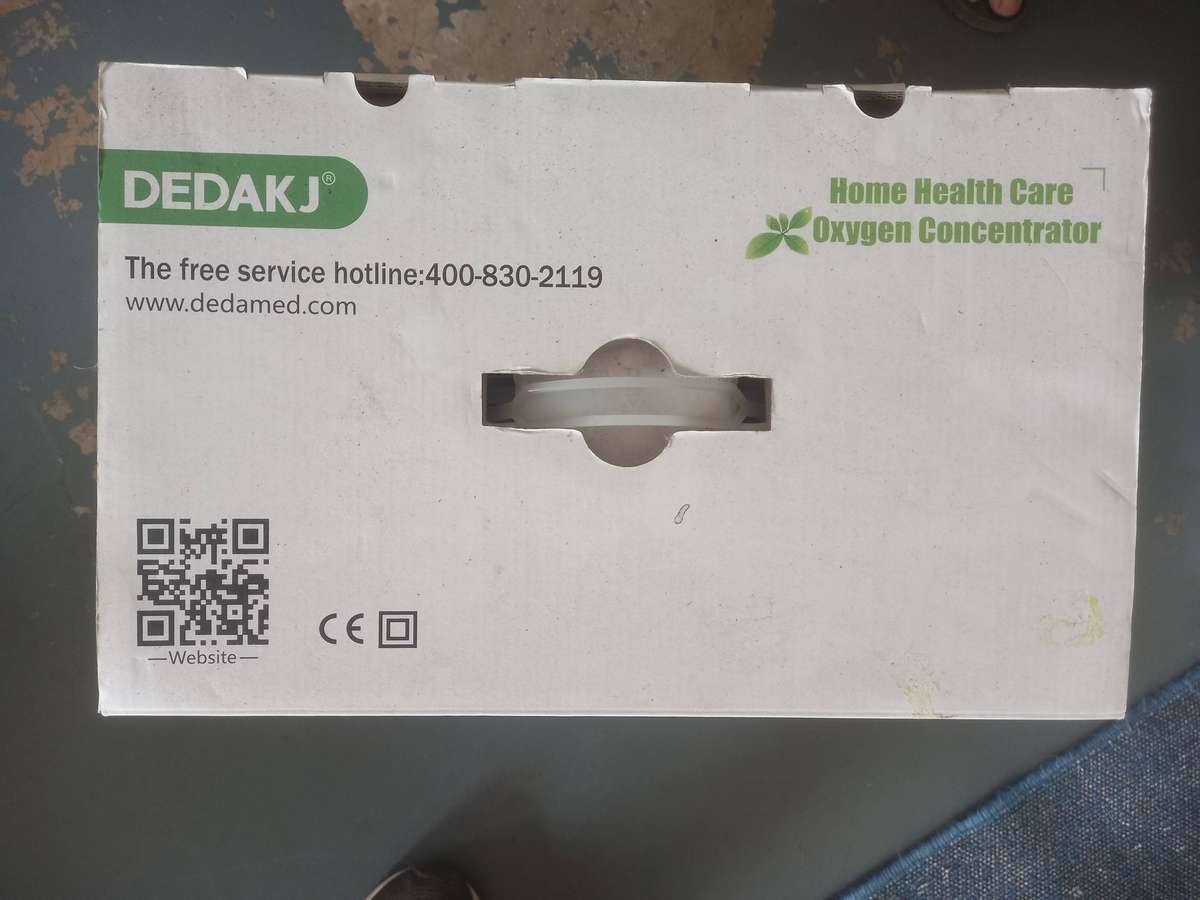 DEDAKJ®
The free service hotline:400-830-2119
www.dedamed.com
Home Health Care
Oxygen Concentrator
—Website—
CE